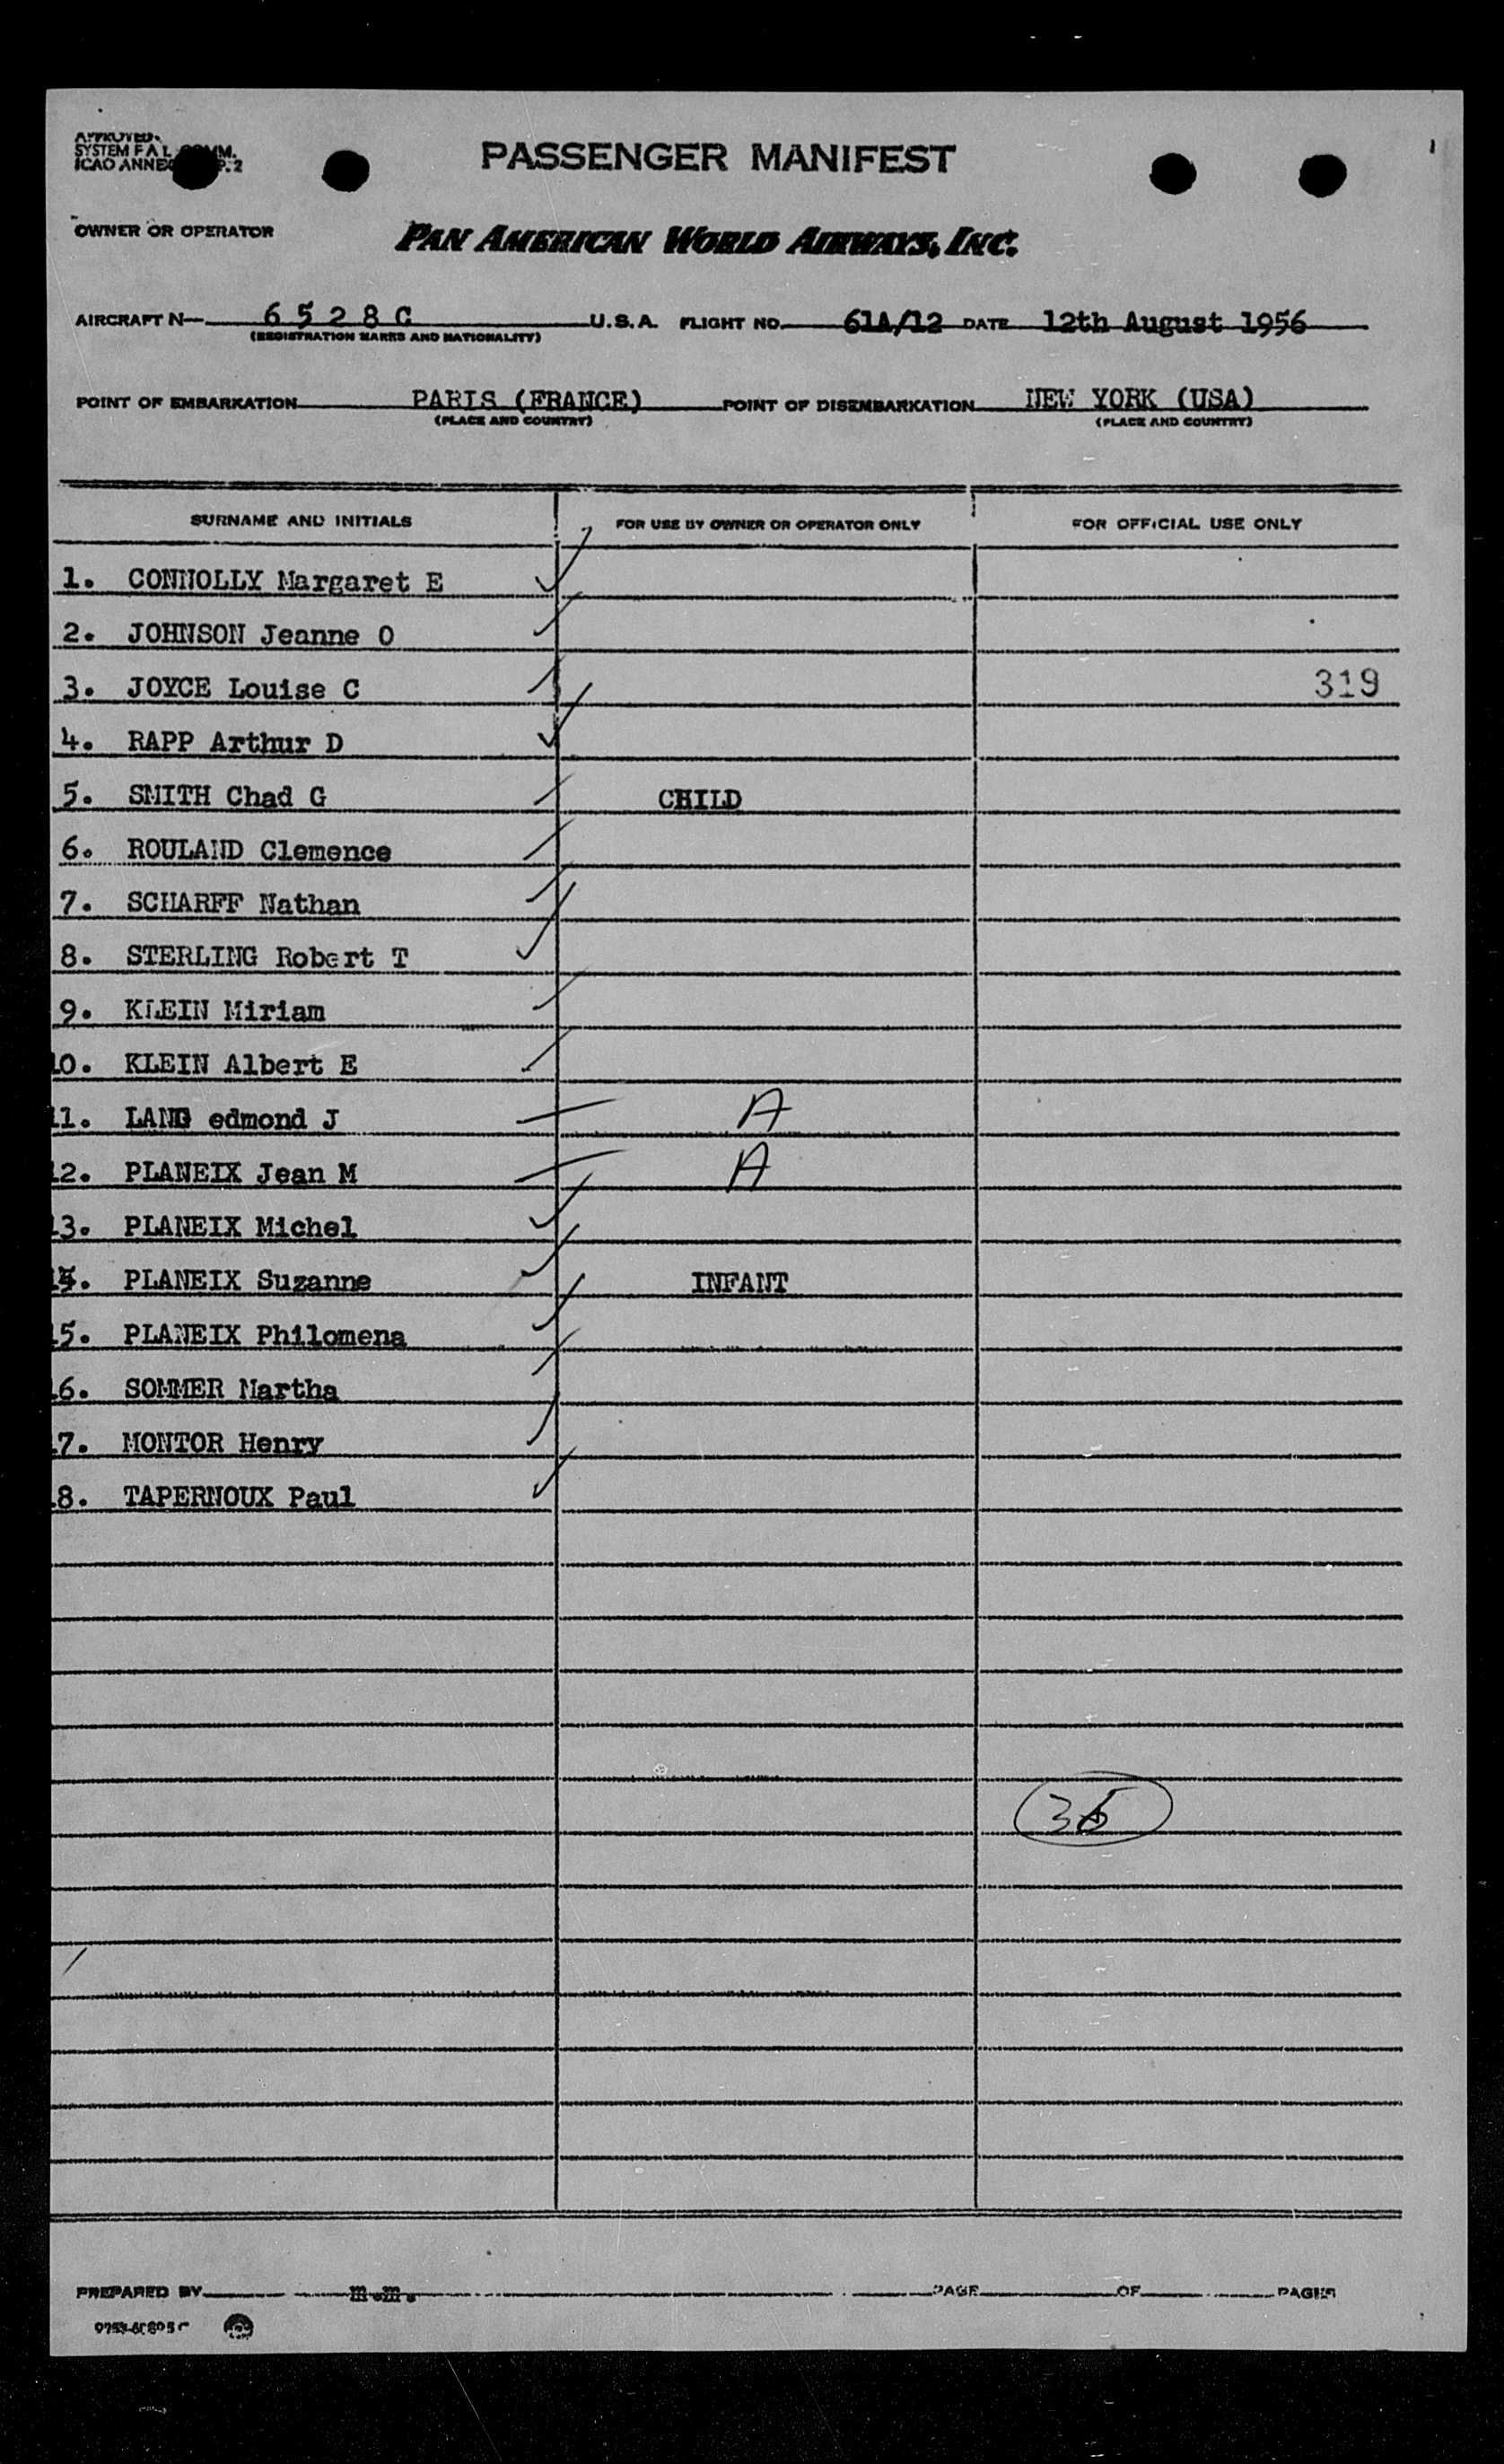 APPROVED.
SYSTEM F A L COMM.
ICAO ANNE P. 2
PASSENGER MANIFEST
OWNER OR OPERATOR PAN AMERICAN WORLD AIRWAYS, INC.
AIRCRAFT N— 6 5 2 8 C U.S.A. FLIGHT NO. 61A/12 DATE 12th August 1956
(REGISTRATION MARKS AND NATIONALITY)
POINT OF EMBARKATION PARIS (FRANCE) POINT OF DISEMBARKATION NEW YORK (USA)
(PLACE AND COUNTRY) (PLACE AND COUNTRY)
SURNAME AND INITIALS FOR USE BY OWNER OR OPERATOR ONLY FOR OFFICIAL USE ONLY
1. CONNOLLY Margaret E
2. JOHNSON Jeanne O
3. JOYCE Louise C 319
4. RAPP Arthur D
5. SMITH Chad G CHILD
6. ROULAND Clemence
7. SCHARFF Nathan
8. STERLING Robert T
9. KLEIN Miriam
10. KLEIN Albert E
11. LANG edmond J A
12. PLANEIX Jean M A
13. PLANEIX Michel
14. PLANEIX Suzanne INFANT
15. PLANEIX Philomena
16. SOMMER Martha
17. MONTOR Henry
18. TAPERNOUX Paul
PREPARED BY m.m. PAGE OF PAGES